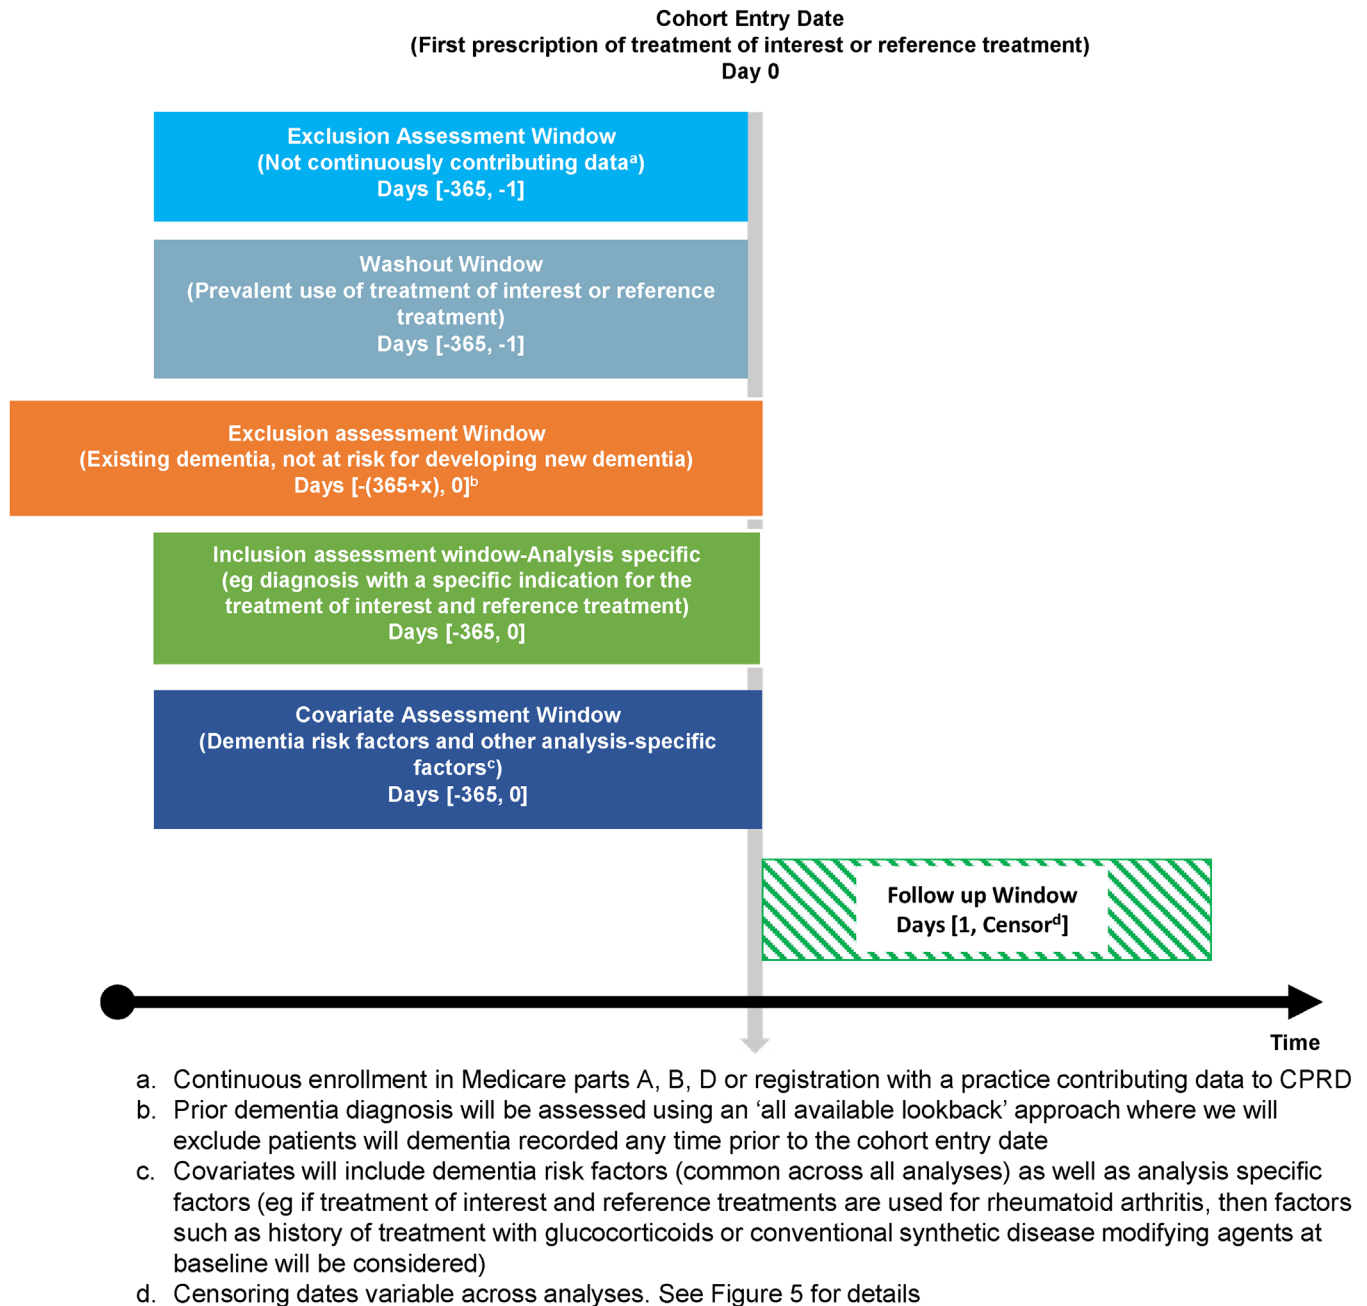 Cohort Entry Date
(First prescription of treatment of interest or reference treatment)
Day 0
Exclusion Assessment Window
(Not continuously contributing dataᵃ)
Days [-365, -1]
Washout Window
(Prevalent use of treatment of interest or reference
treatment)
Days [-365, -1]
Exclusion assessment Window
(Existing dementia, not at risk for developing new dementia)
Days [-(365+x), 0]ᵇ
Inclusion assessment window-Analysis specific
(eg diagnosis with a specific indication for the
treatment of interest and reference treatment)
Days [-365, 0]
Covariate Assessment Window
(Dementia risk factors and other analysis-specific
factorsᶜ)
Days [-365, 0]
Follow up Window
Days [1, Censorᵈ]
Time
a. Continuous enrollment in Medicare parts A, B, D or registration with a practice contributing data to CPRD
b. Prior dementia diagnosis will be assessed using an ‘all available lookback’ approach where we will
exclude patients will dementia recorded any time prior to the cohort entry date
c. Covariates will include dementia risk factors (common across all analyses) as well as analysis specific
factors (eg if treatment of interest and reference treatments are used for rheumatoid arthritis, then factors
such as history of treatment with glucocorticoids or conventional synthetic disease modifying agents at
baseline will be considered)
d. Censoring dates variable across analyses. See Figure 5 for details